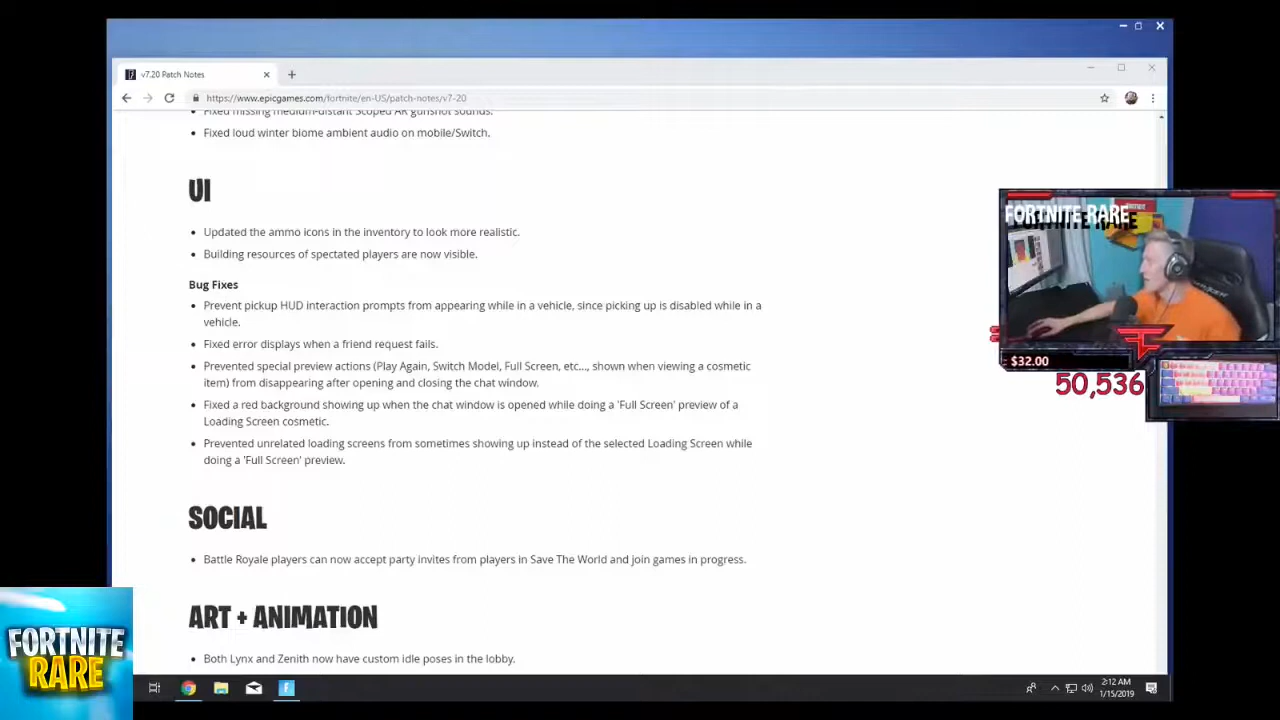 v7.20 Patch Notes
https://www.epicgames.com/fortnite/en-US/patch-notes/v7-20
Fixed missing medium-distant Scoped AR gunshot sounds.
Fixed loud winter biome ambient audio on mobile/Switch.
UI
Updated the ammo icons in the inventory to look more realistic.
Building resources of spectated players are now visible.
Bug Fixes
Prevent pickup HUD interaction prompts from appearing while in a vehicle, since picking up is disabled while in a
vehicle.
Fixed error displays when a friend request fails.
Prevented special preview actions (Play Again, Switch Model, Full Screen, etc..., shown when viewing a cosmetic
item) from disappearing after opening and closing the chat window.
Fixed a red background showing up when the chat window is opened while doing a 'Full Screen' preview of a
Loading Screen cosmetic.
Prevented unrelated loading screens from sometimes showing up instead of the selected Loading Screen while
doing a 'Full Screen' preview.
SOCIAL
Battle Royale players can now accept party invites from players in Save The World and join games in progress.
ART + ANIMATION
Both Lynx and Zenith now have custom idle poses in the lobby.
FORTNITE RARE
: $32.00
50,536
FORTNITE
RARE
2:12 AM
1/15/2019